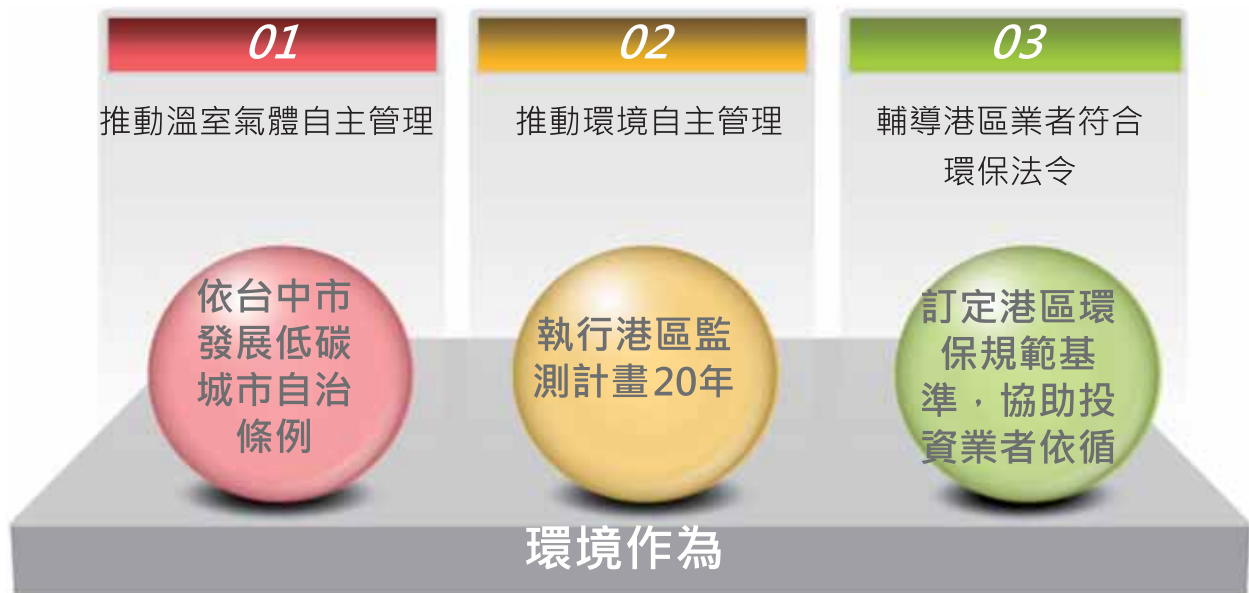 01
推動溫室氣體自主管理
02
推動環境自主管理
03
輔導港區業者符合
環保法令
依台中市
發展低碳
城市自治
條例
執行港區監
測計畫20年
訂定港區環
保規範基
準，協助投
資業者依循
環境作為